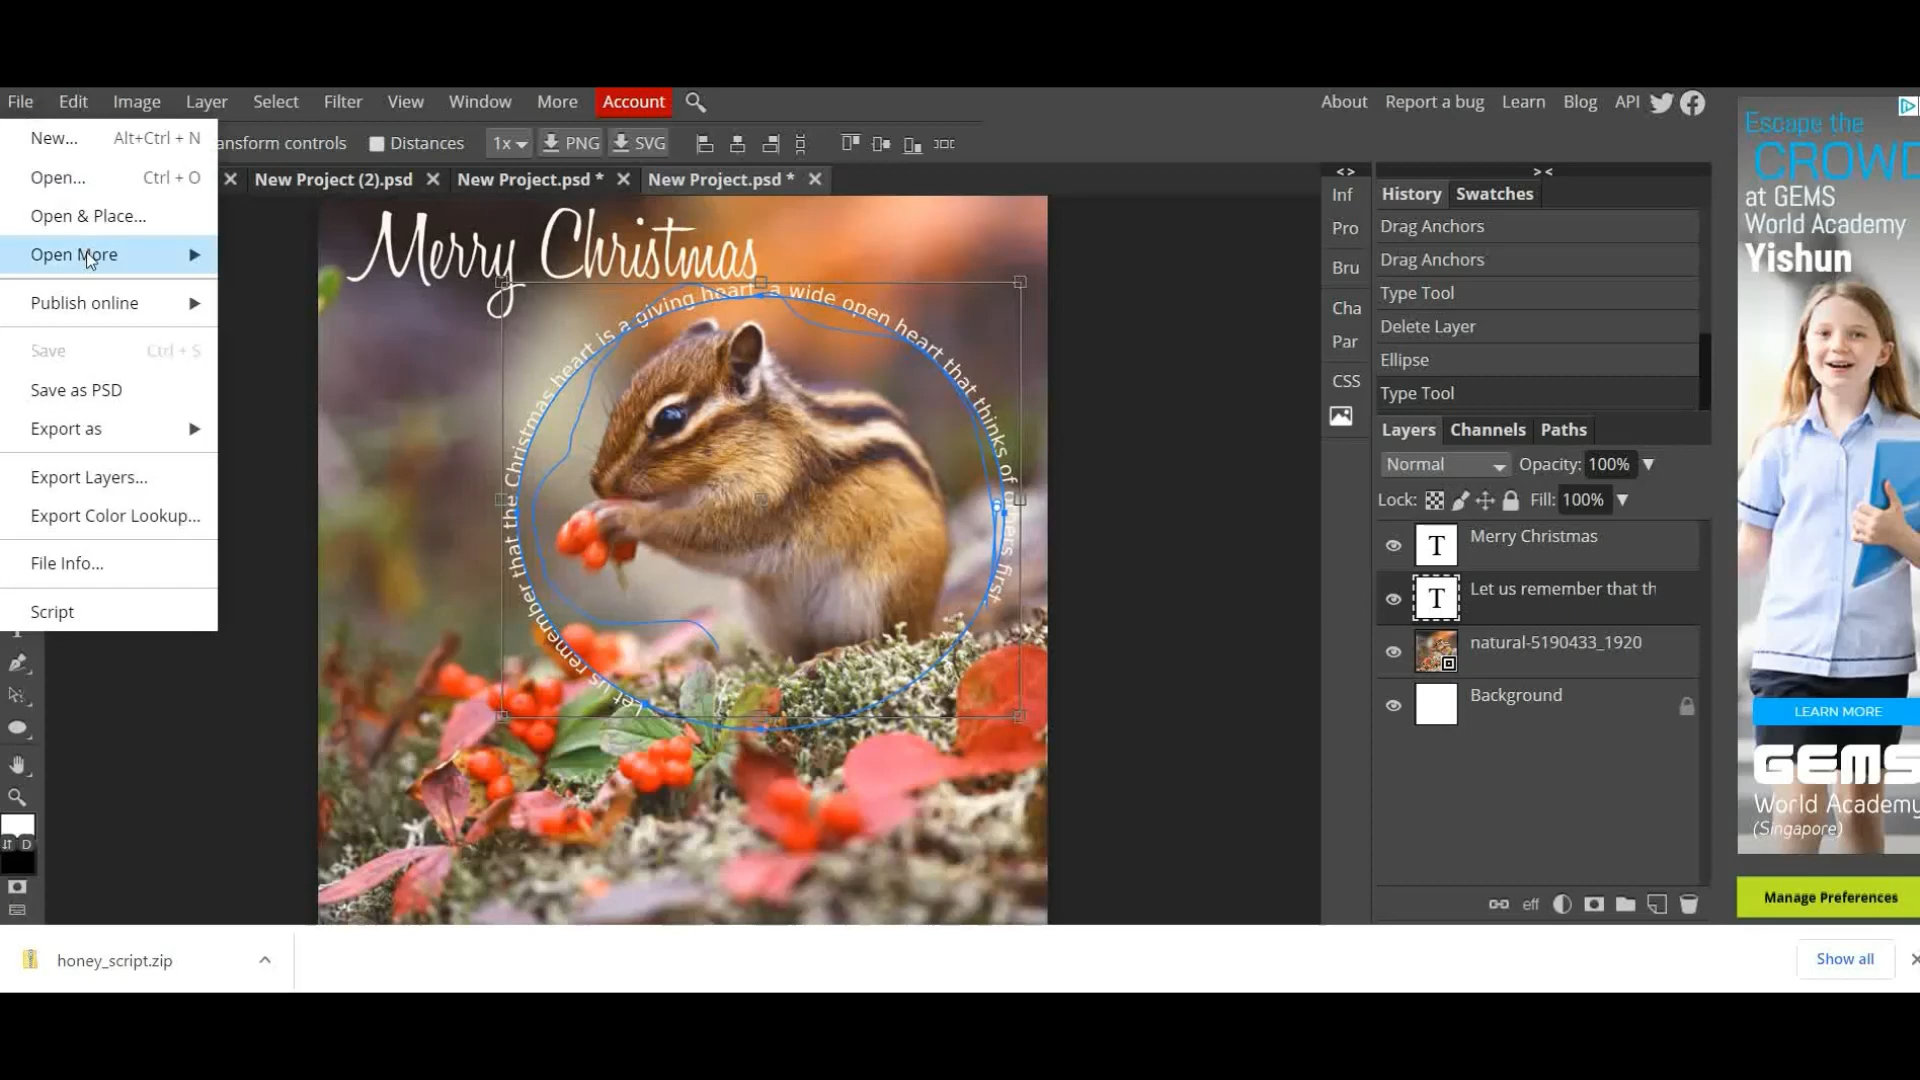 File Edit Image Layer Select Filter View Window More Account
About Report a bug Learn Blog API
New... Alt+Ctrl + N
Open... Ctrl + O
Open & Place...
Open More
Publish online
Save Ctrl + S
Save as PSD
Export as
Export Layers...
Export Color Lookup...
File Info...
Script
ansform controls Distances 1x PNG SVG
New Project (2).psd New Project.psd * New Project.psd *
Merry Christmas
Let us remember that the Christmas heart is a giving heart, a wide open heart that thinks of others first.
Inf
Pro
Bru
Cha
Par
CSS
History Swatches
Drag Anchors
Drag Anchors
Type Tool
Delete Layer
Ellipse
Type Tool
Layers Channels Paths
Normal Opacity: 100%
Lock: Fill: 100%
T Merry Christmas
T Let us remember that th
natural-5190433_1920
Background
eff
D
Escape the
CROWD
at GEMS
World Academy
Yishun
LEARN MORE
GEMS
World Academy
(Singapore)
Manage Preferences
honey_script.zip
Show all